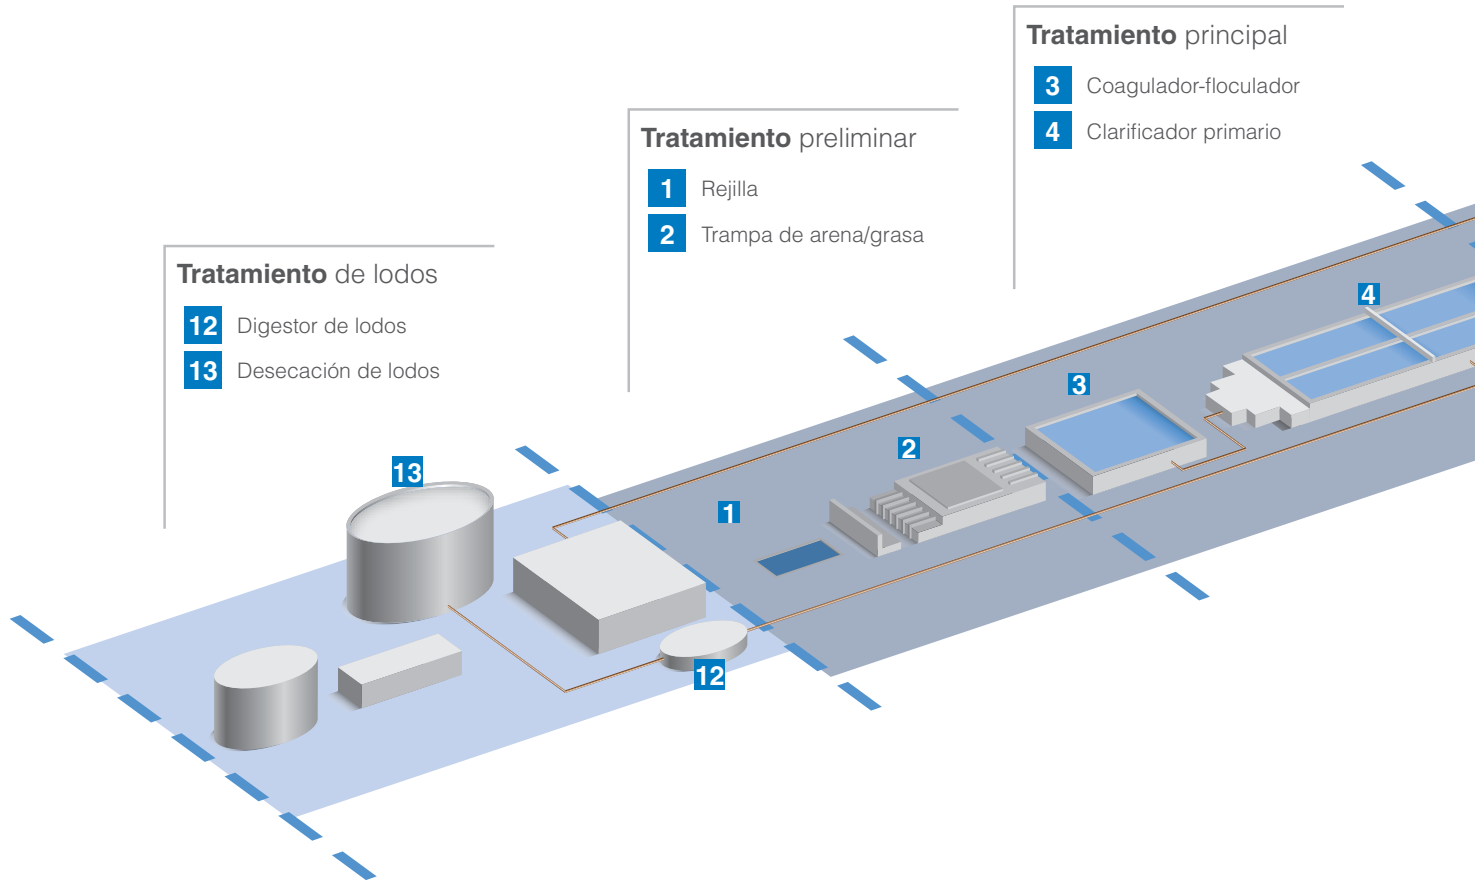 Tratamiento principal
3 Coagulador-floculador
4 Clarificador primario
Tratamiento preliminar
1 Rejilla
2 Trampa de arena/grasa
Tratamiento de lodos
12 Digestor de lodos
13 Desecación de lodos
4
3
2
13
1
12